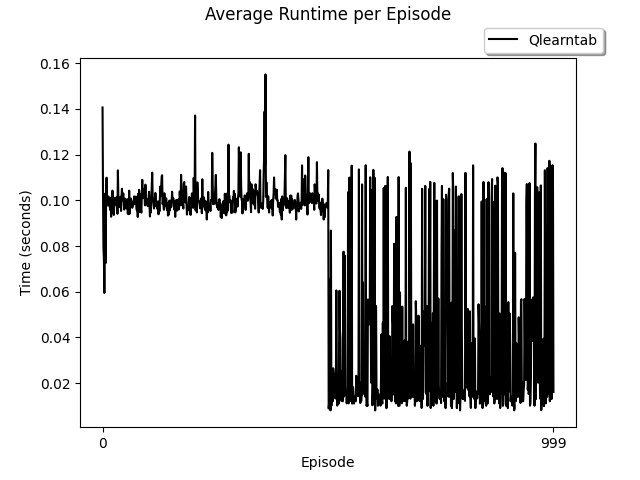 Average Runtime per Episode
Qlearntab
0.16
0.14
0.12
0.10
0.08
0.06
0.04
0.02
Time (seconds)
0
999
Episode